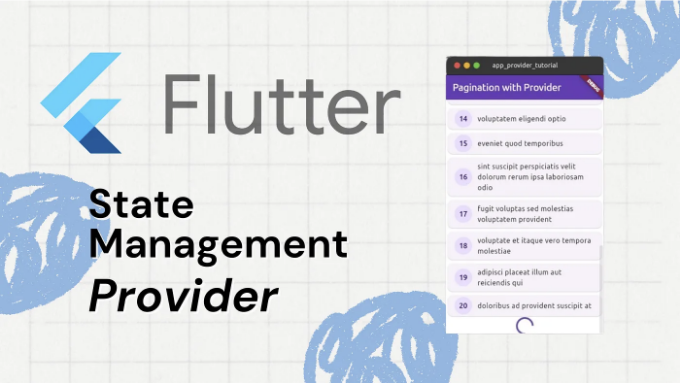 Flutter
State
Management
Provider
app_provider_tutorial
Pagination with Provider
DEBUG
14 voluptatem eligendi optio
15 eveniet quod temporibus
16 sint suscipit perspiciatis velit
dolorum rerum ipsa laboriosam
odio
17 fugit voluptas sed molestias
voluptatem provident
18 voluptate et itaque vero tempora
molestiae
19 adipisci placeat illum aut
reiciendis qui
20 doloribus ad provident suscipit at